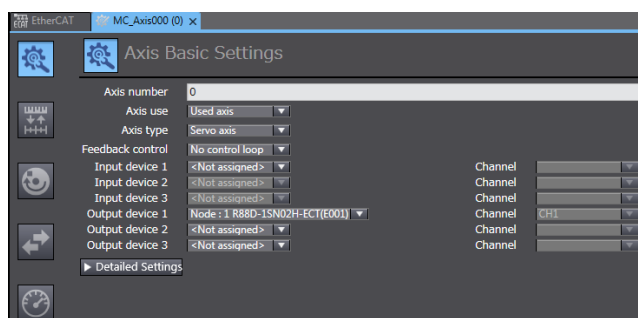 EtherCAT MC_Axis000 (0)
Axis Basic Settings
Axis number 0
Axis use Used axis
Axis type Servo axis
Feedback control No control loop
Input device 1 <Not assigned> Channel
Input device 2 <Not assigned> Channel
Input device 3 <Not assigned> Channel
Output device 1 Node : 1 R88D-1SN02H-ECT(E001) Channel CH1
Output device 2 <Not assigned> Channel
Output device 3 <Not assigned> Channel
Detailed Settings